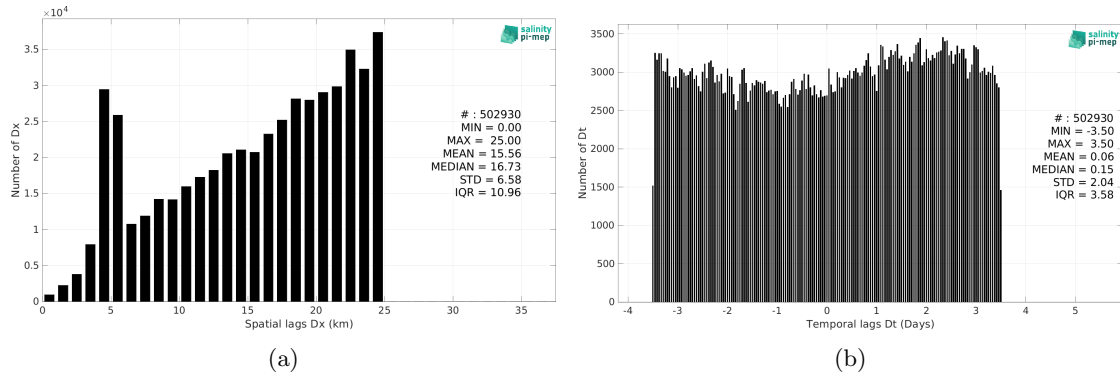 ×10⁴
3.5
3
2.5
2
1.5
1
0.5
0
0 5 10 15 20 25 30 35
Number of Dx
Spatial lags Dx (km)
salinity
pi-mep
# : 502930
MIN = 0.00
MAX = 25.00
MEAN = 15.56
MEDIAN = 16.73
STD = 6.58
IQR = 10.96
(a)
3500
3000
2500
2000
1500
1000
500
0
-4 -3 -2 -1 0 1 2 3 4 5
Number of Dt
Temporal lags Dt (Days)
salinity
pi-mep
# : 502930
MIN = -3.50
MAX = 3.50
MEAN = 0.06
MEDIAN = 0.15
STD = 2.04
IQR = 3.58
(b)